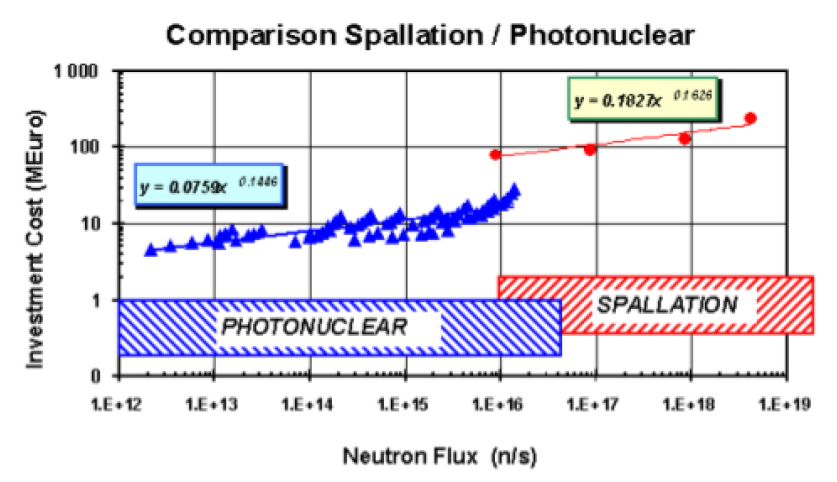 Comparison Spallation / Photonuclear
Investment Cost (MEuro)
1 000
100
10
1
0
y = 0.1827x 0.1626
y = 0.0759x 0.1446
PHOTONUCLEAR
SPALLATION
1.E+12 1.E+13 1.E+14 1.E+15 1.E+16 1.E+17 1.E+18 1.E+19
Neutron Flux (n/s)